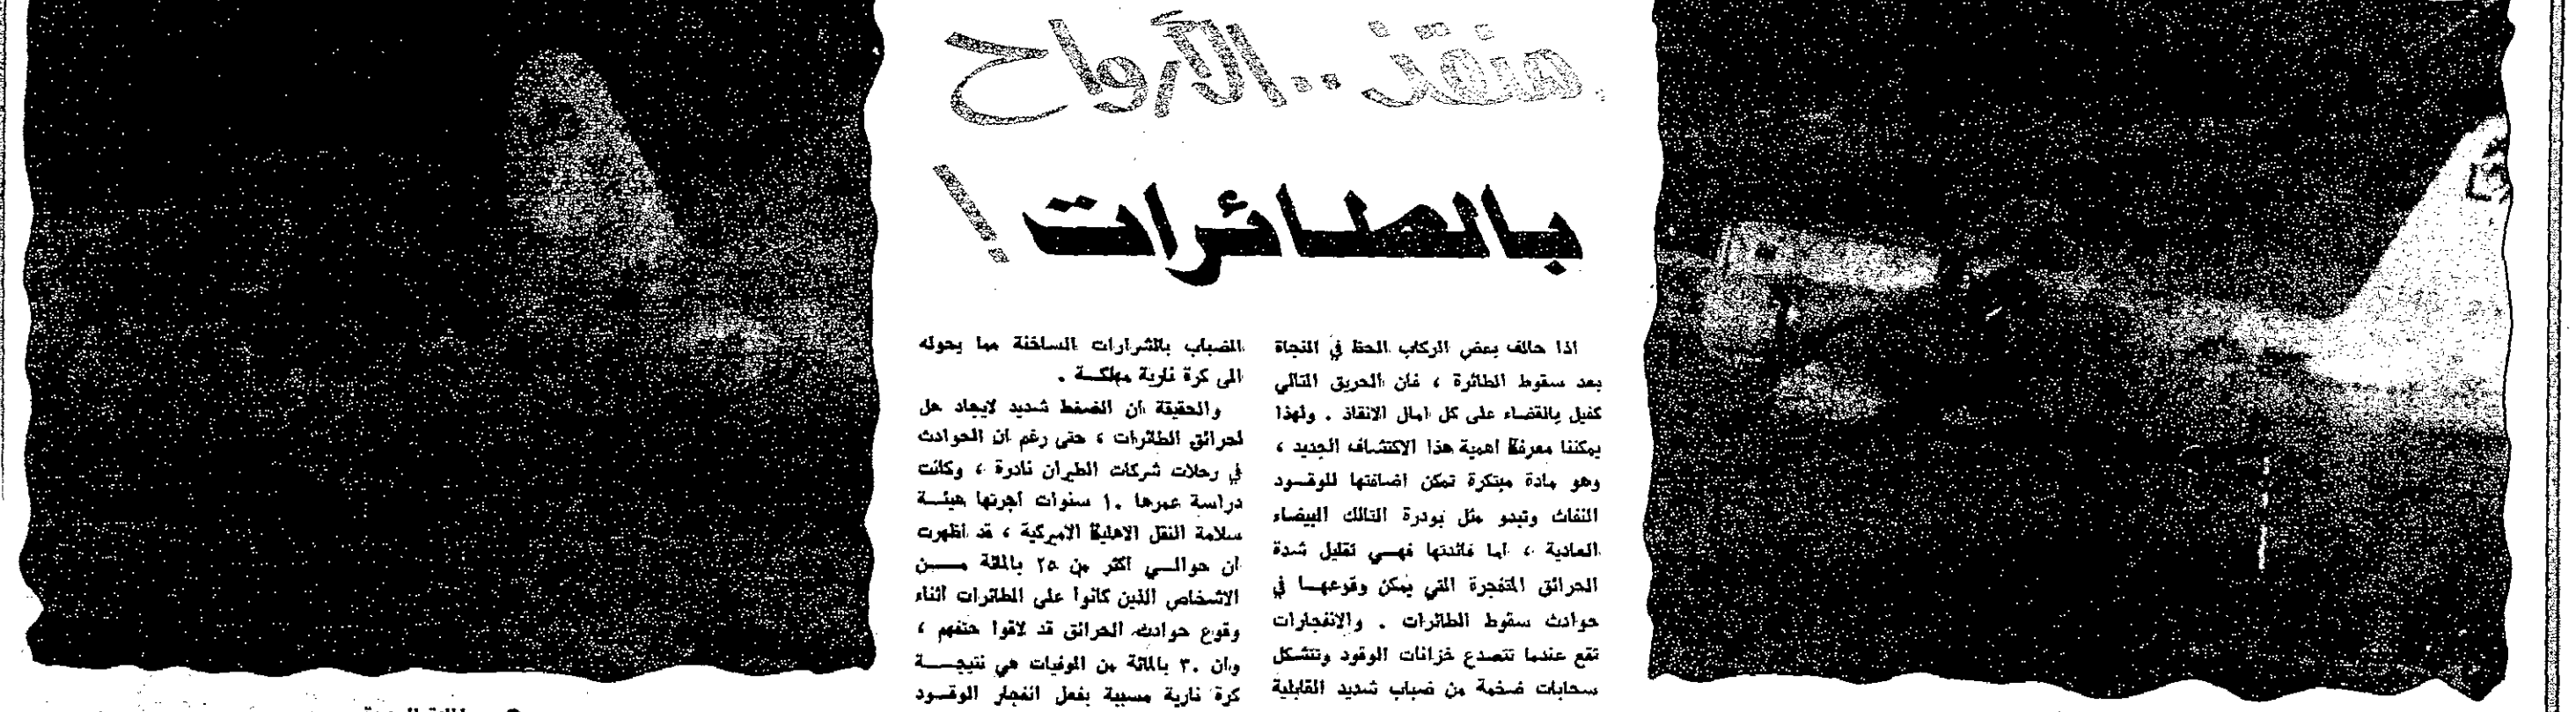 منقذ .. الأرواح
بالطائرات !
اذا حالف بعض الركاب الحظ في النجاة
بعد سقوط الطائرة ، فان الحريق التالي
كفيل بالقضاء على كل امال الانقاذ . ولهذا
يمكننا معرفة اهمية هذا الاكتشاف الجديد ،
وهو مادة مبتكرة تمكن اضافتها للوقود
النفاث وتبدو مثل بودرة التالك البيضاء
العادية ، اما فائدتها فهي تقليل شدة
الحرائق المتفجرة التي يمكن وقوعها في
حوادث سقوط الطائرات . والانفجارات
تقع عندما تتصدع خزانات الوقود وتتشكل
سحابات ضخمة من ضباب شديد القابلية
الضباب بالشرارات الساخنة مما يحوله
الى كرة نارية مهلكة .
والحقيقة ان الضغط شديد لايجاد حل
لحرائق الطائرات ، حتى رغم ان الحوادث
في رحلات شركات الطيران نادرة ، وكانت
دراسة عمرها ١٠ سنوات اجرتها هيئة
سلامة النقل الاهلية الاميركية ، قد اظهرت
ان حوالي اكثر من ٢٥ بالمائة من
الاشخاص الذين كانوا على الطائرات اثناء
وقوع حوادث الحرائق قد لاقوا حتفهم ،
وان ٣٠ بالمائة من الوفيات هي نتيجة
كرة نارية مسببة بفعل انفجار الوقود